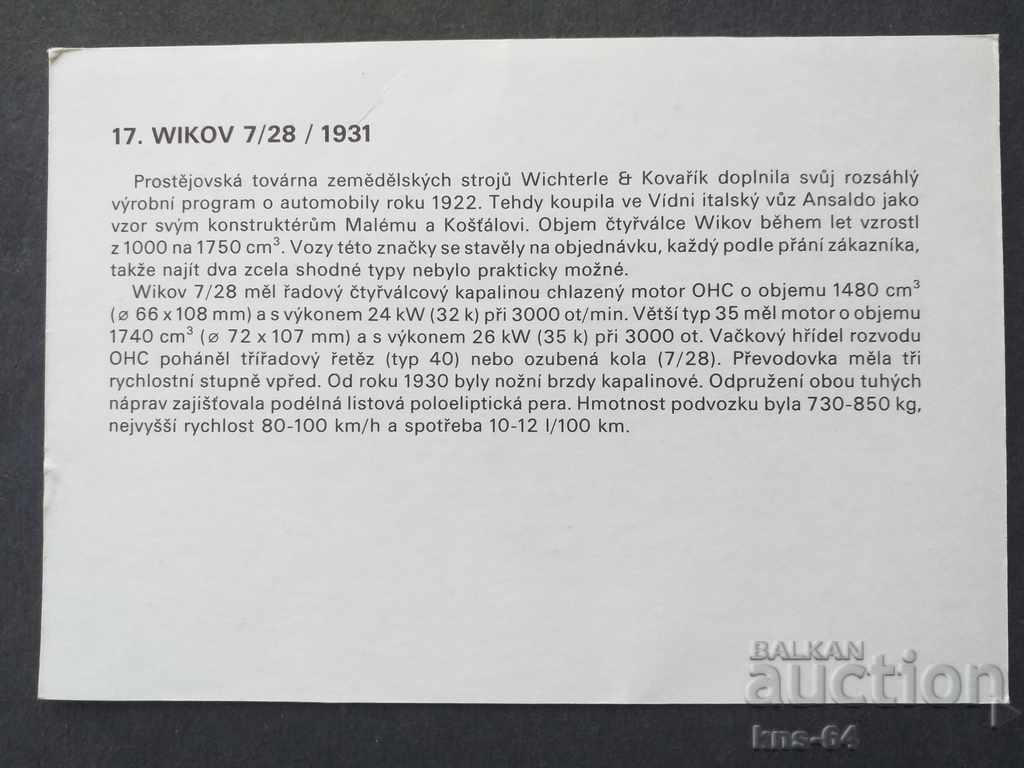 17. WIKOV 7/28 / 1931
Prostějovská továrna zemědělských strojů Wichterle & Kovařík doplnila svůj rozsáhlý
výrobní program o automobily roku 1922. Tehdy koupila ve Vídni italský vůz Ansaldo jako
vzor svým konstruktérům Malému a Košťálovi. Objem čtyřválce Wikov během let vzrostl
z 1000 na 1750 cm³. Vozy této značky se stavěly na objednávku, každý podle přání zákazníka,
takže najít dva zcela shodné typy nebylo prakticky možné.
Wikov 7/28 měl řadový čtyřválcový kapalinou chlazený motor OHC o objemu 1480 cm³
(ø 66 x 108 mm) a s výkonem 24 kW (32 k) při 3000 ot/min. Větší typ 35 měl motor o objemu
1740 cm³ (ø 72 x 107 mm) a s výkonem 26 kW (35 k) při 3000 ot. Vačkový hřídel rozvodu
OHC poháněl třířadový řetěz (typ 40) nebo ozubená kola (7/28). Převodovka měla tři
rychlostní stupně vpřed. Od roku 1930 byly nožní brzdy kapalinové. Odpružení obou tuhých
náprav zajišťovala podélná listová poloeliptická pera. Hmotnost podvozku byla 730-850 kg,
nejvyšší rychlost 80-100 km/h a spotřeba 10-12 l/100 km.
BALKAN
auction
kns-64